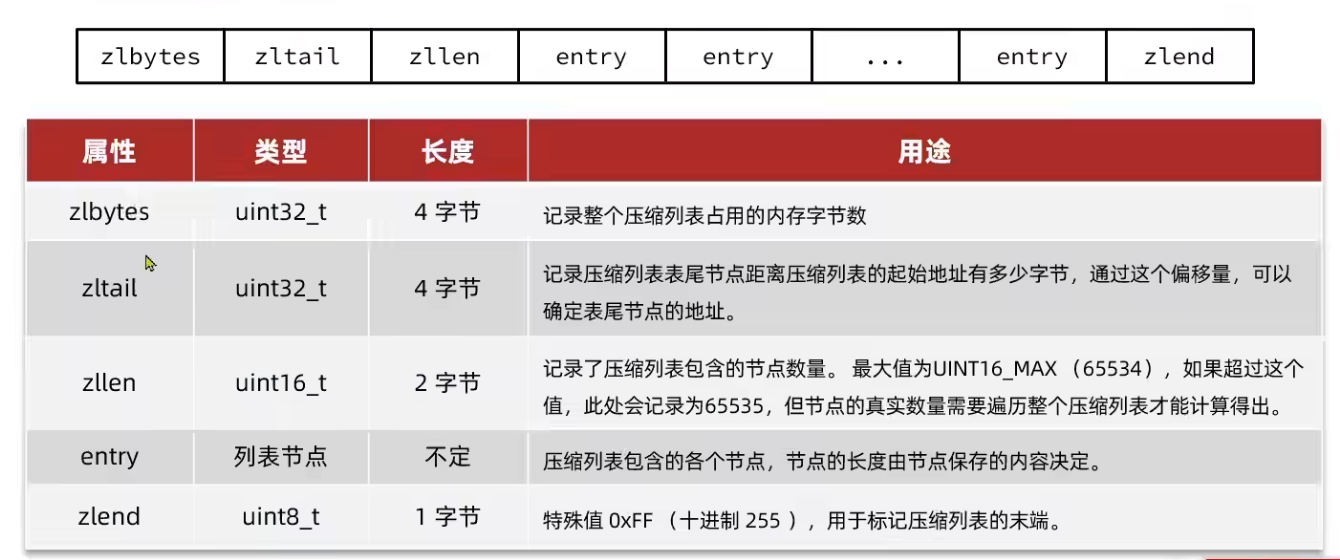 zlbytes zltail zllen entry entry ... entry zlend
属性 类型 长度 用途
zlbytes uint32_t 4 字节 记录整个压缩列表占用的内存字节数
zltail uint32_t 4 字节 记录压缩列表表尾节点距离压缩列表的起始地址有多少字节，通过这个偏移量，可以
确定表尾节点的地址。
zllen uint16_t 2 字节 记录了压缩列表包含的节点数量。 最大值为UINT16_MAX （65534），如果超过这个
值，此处会记录为65535，但节点的真实数量需要遍历整个压缩列表才能计算得出。
entry 列表节点 不定 压缩列表包含的各个节点，节点的长度由节点保存的内容决定。
zlend uint8_t 1 字节 特殊值 0xFF （十进制 255 ），用于标记压缩列表的末端。